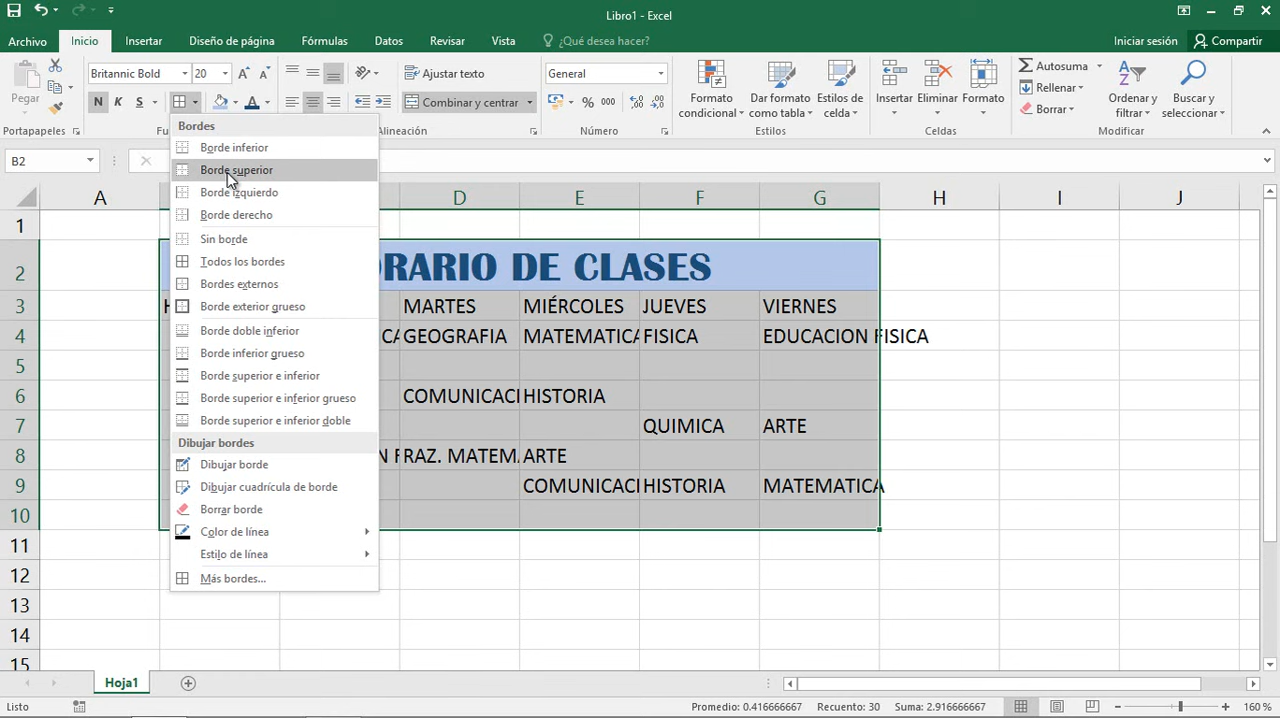 Libro1 - Excel
Archivo Inicio Insertar Diseño de página Fórmulas Datos Revisar Vista ¿Qué desea hacer? Iniciar sesión Compartir
Pegar
Britannic Bold 20
N K S
Ajustar texto
Combinar y centrar
General
% 000
Formato condicional
Dar formato como tabla
Estilos de celda
Insertar Eliminar Formato
Autosuma
Rellenar
Borrar
Ordenar y filtrar
Buscar y seleccionar
Portapapeles Fu Alineación Número Estilos Celdas Modificar
B2
Bordes
Borde inferior
Borde superior
Borde izquierdo
Borde derecho
Sin borde
Todos los bordes
Bordes externos
Borde exterior grueso
Borde doble inferior
Borde inferior grueso
Borde superior e inferior
Borde superior e inferior grueso
Borde superior e inferior doble
Dibujar bordes
Dibujar borde
Dibujar cuadrícula de borde
Borrar borde
Color de línea
Estilo de línea
Más bordes...
A D E F G H I J
1
2 ORARIO DE CLASES
3 H MARTES MIÉRCOLES JUEVES VIERNES
4 CA GEOGRAFIA MATEMATICA FISICA EDUCACION FISICA
5
6 COMUNICACI HISTORIA
7 QUIMICA ARTE
8 N F RAZ. MATEM. ARTE
9 COMUNICACI HISTORIA MATEMATICA
10
11
12
13
14
15
Hoja1
Listo Promedio: 0.416666667 Recuento: 30 Suma: 2.916666667 160 %